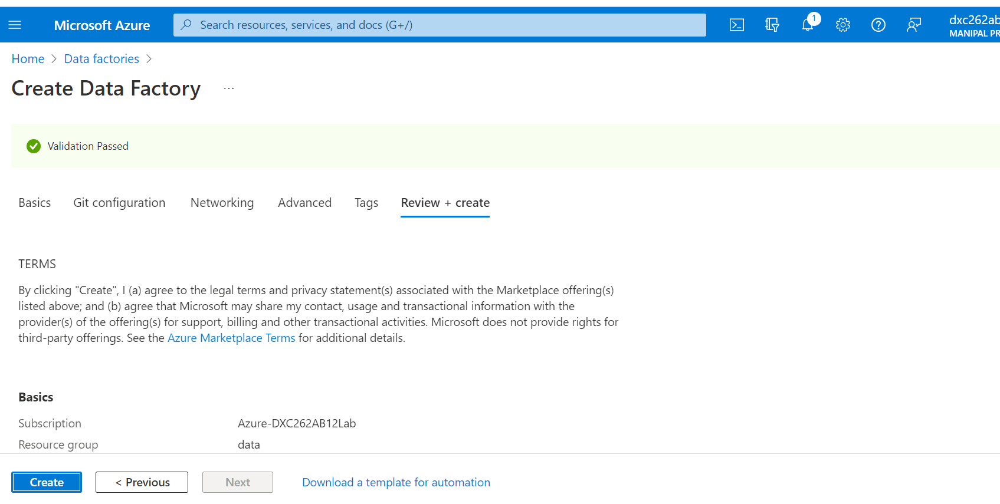 Microsoft Azure
Search resources, services, and docs (G+/)
1
dxc262ab
MANIPAL PR
Home > Data factories >
Create Data Factory ...
Validation Passed
Basics Git configuration Networking Advanced Tags Review + create
TERMS
By clicking "Create", I (a) agree to the legal terms and privacy statement(s) associated with the Marketplace offering(s)
listed above; and (b) agree that Microsoft may share my contact, usage and transactional information with the
provider(s) of the offering(s) for support, billing and other transactional activities. Microsoft does not provide rights for
third-party offerings. See the Azure Marketplace Terms for additional details.
Basics
Subscription Azure-DXC262AB12Lab
Resource group data
Create < Previous Next Download a template for automation